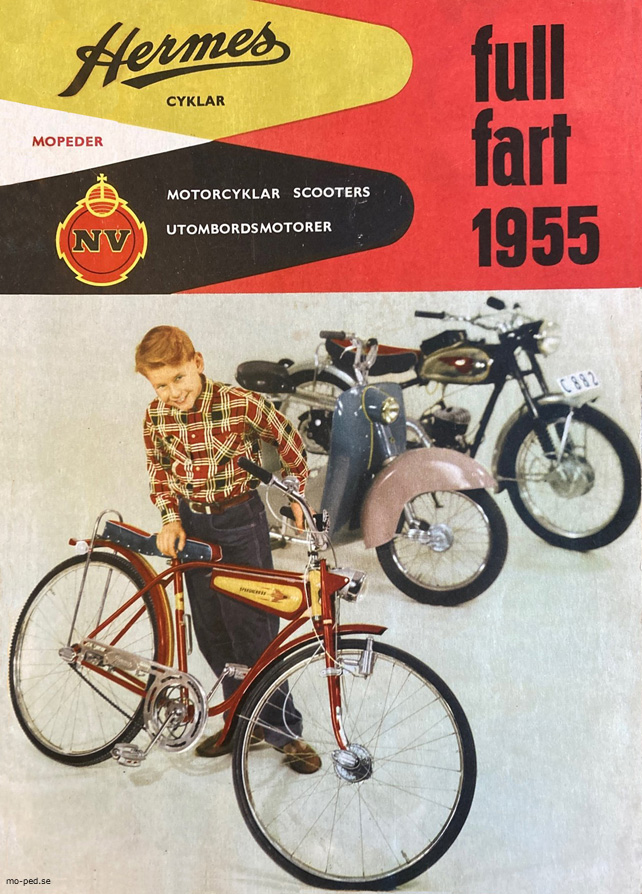 Hermes
CYKLAR
MOPEDER
MOTORCYKLAR SCOOTERS
UTOMBORDSMOTORER
NV
full
fart
1955
C 882
mo-ped.se